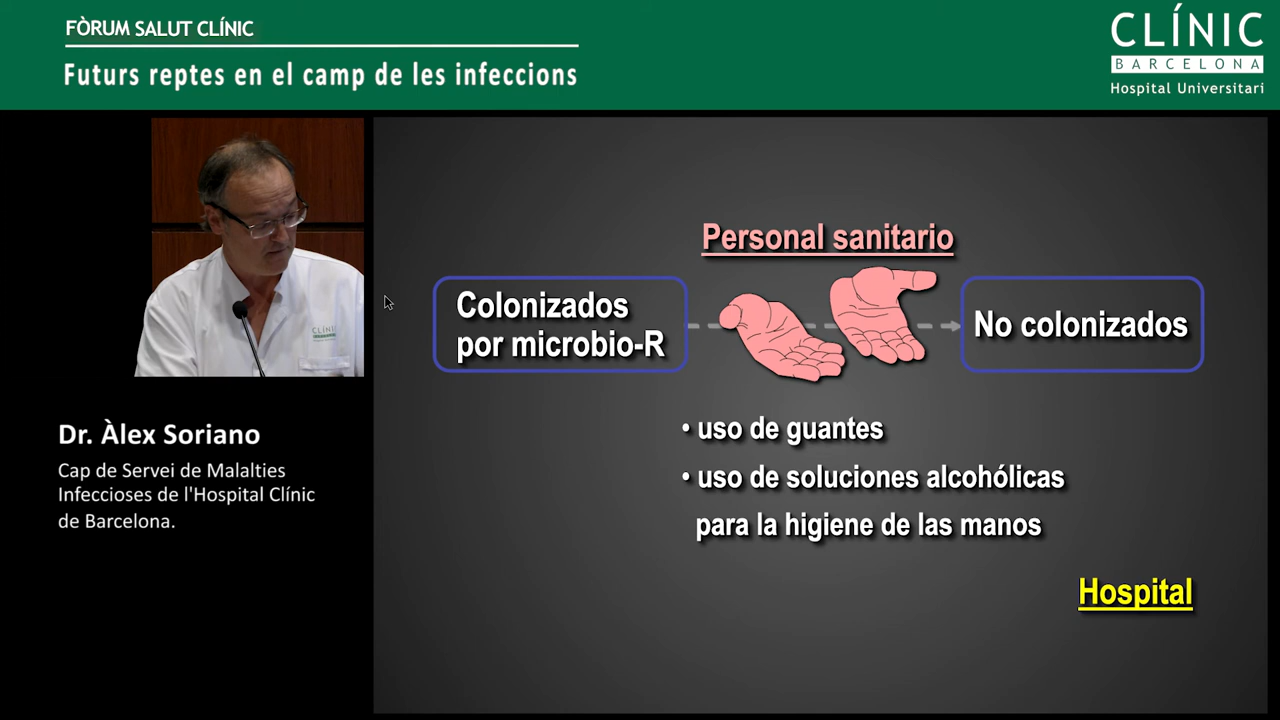 FÒRUM SALUT CLÍNIC
Futurs reptes en el camp de les infeccions
CLÍNIC
BARCELONA
Hospital Universitari
CLÍNIC
Dr. Àlex Soriano
Cap de Servei de Malalties
Infeccioses de l'Hospital Clínic
de Barcelona.
Personal sanitario
Colonizados
por microbio-R
No colonizados
• uso de guantes
• uso de soluciones alcohólicas
para la higiene de las manos
Hospital